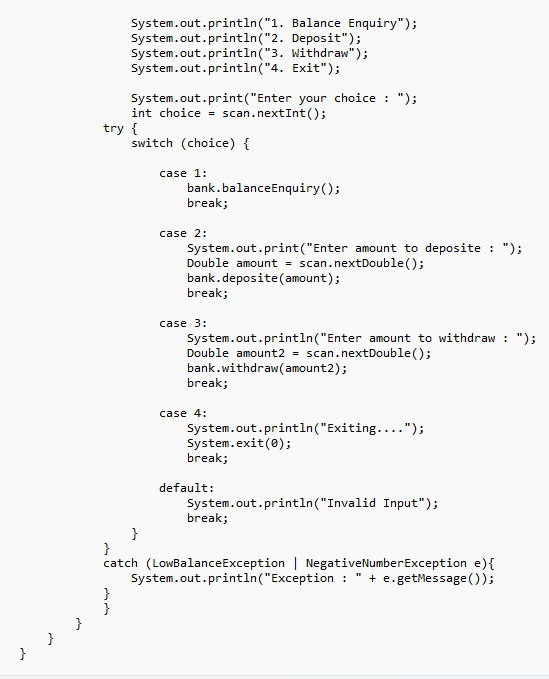 System.out.println("1. Balance Enquiry");
System.out.println("2. Deposit");
System.out.println("3. Withdraw");
System.out.println("4. Exit");
System.out.print("Enter your choice : ");
int choice = scan.nextInt();
try {
switch (choice) {
case 1:
bank.balanceEnquiry();
break;
case 2:
System.out.print("Enter amount to deposite : ");
Double amount = scan.nextDouble();
bank.deposite(amount);
break;
case 3:
System.out.println("Enter amount to withdraw : ");
Double amount2 = scan.nextDouble();
bank.withdraw(amount2);
break;
case 4:
System.out.println("Exiting....");
System.exit(0);
break;
default:
System.out.println("Invalid Input");
break;
}
}
catch (LowBalanceException | NegativeNumberException e){
System.out.println("Exception : " + e.getMessage());
}
}
}
}
}